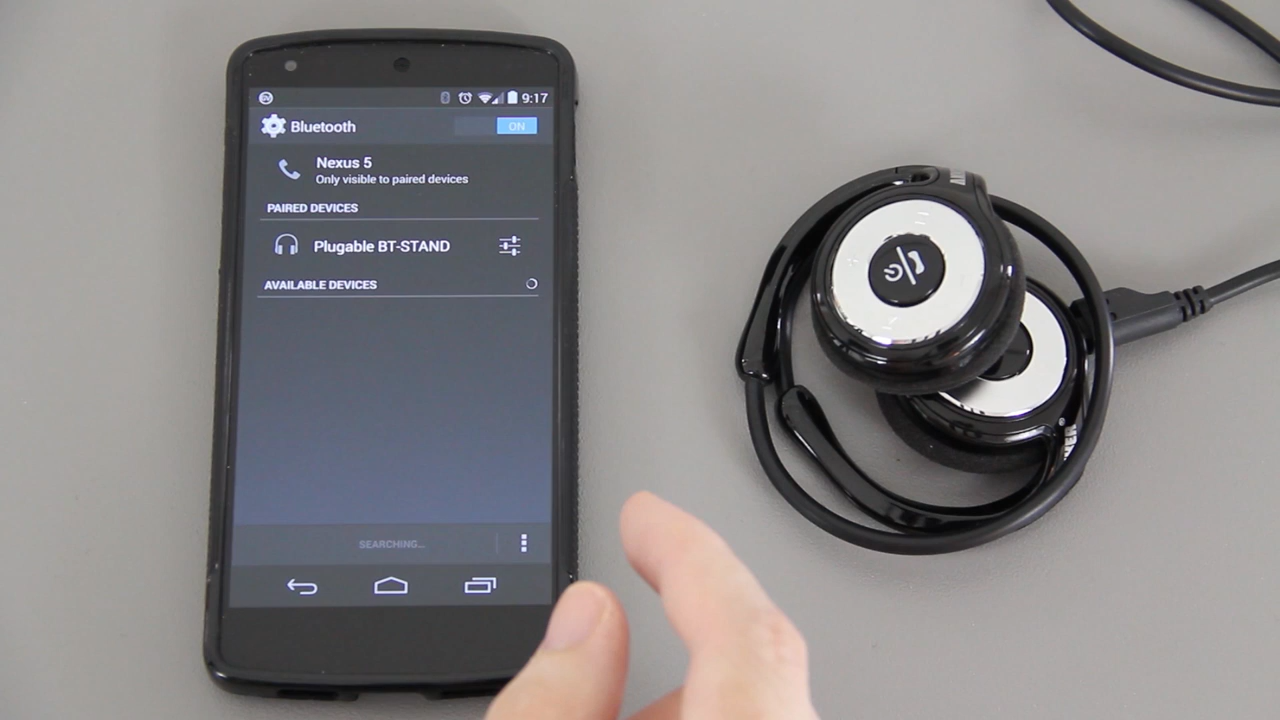 9:17
Bluetooth
ON
Nexus 5
Only visible to paired devices
PAIRED DEVICES
Plugable BT-STAND
AVAILABLE DEVICES
SEARCHING...